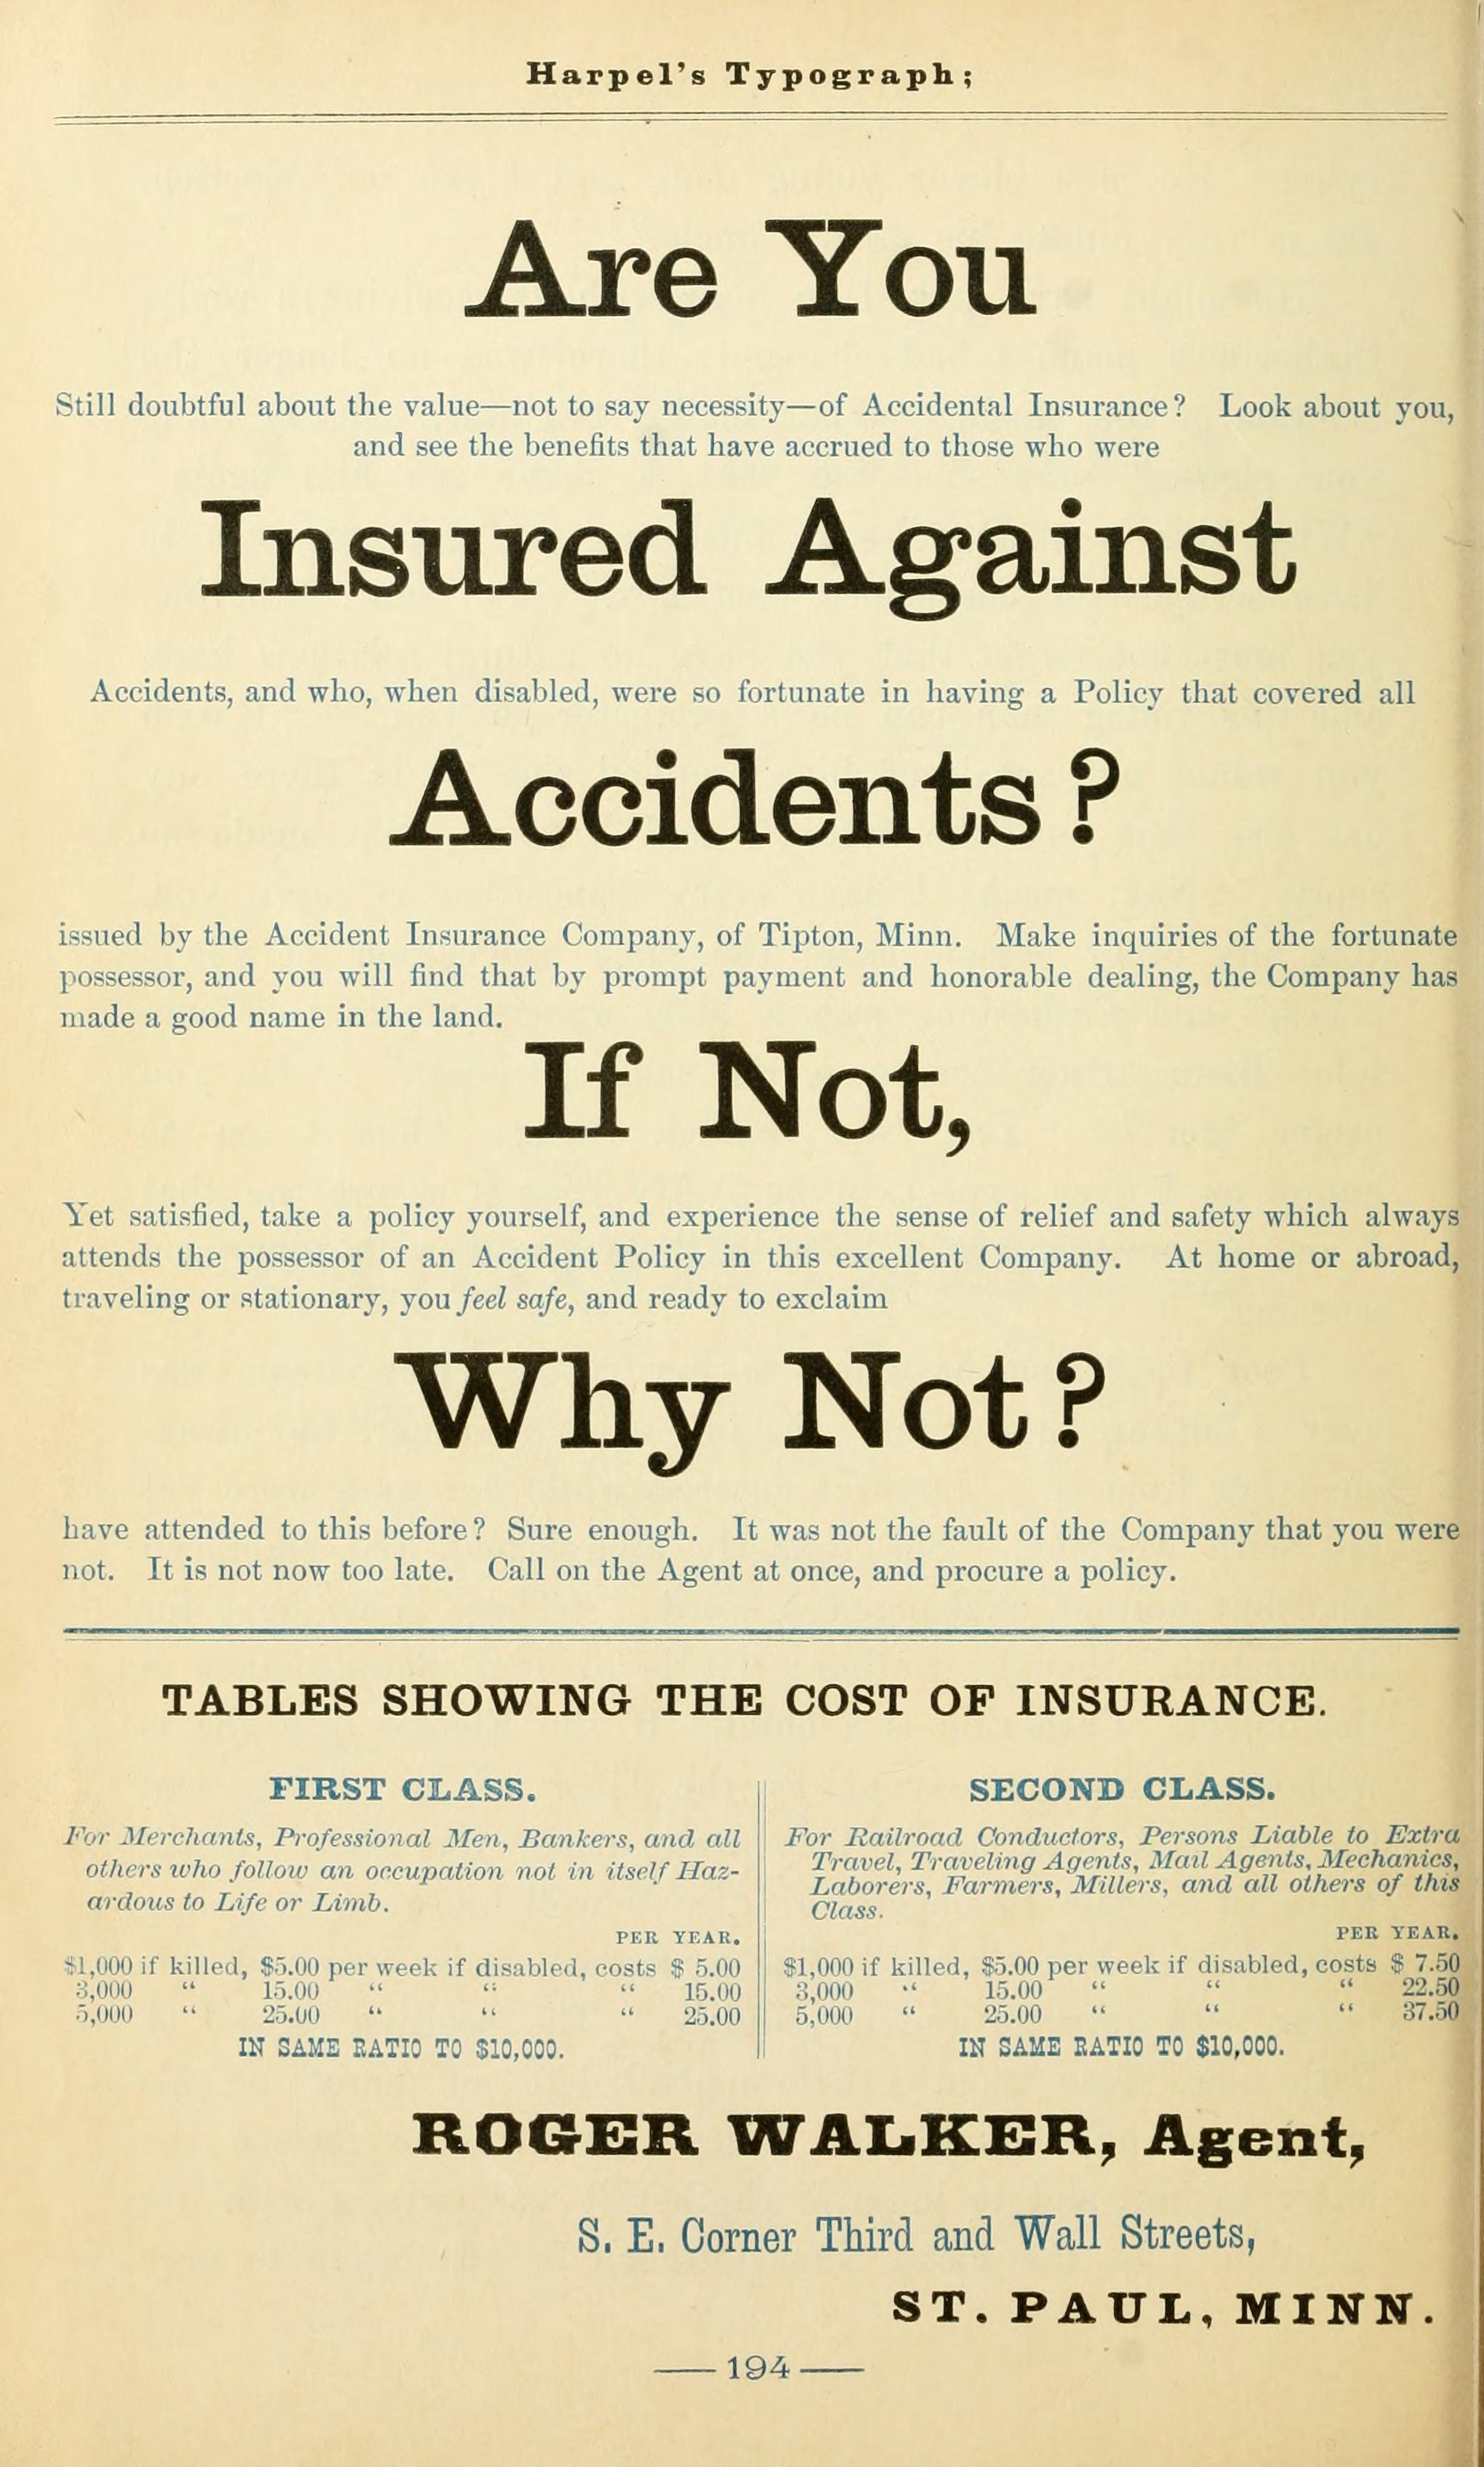 Harpel's Typograph;
Are You
Still doubtful about the value—not to say necessity—of Accidental Insurance? Look about you,
and see the benefits that have accrued to those who were
Insured Against
Accidents, and who, when disabled, were so fortunate in having a Policy that covered all
Accidents?
issued by the Accident Insurance Company, of Tipton, Minn. Make inquiries of the fortunate
possessor, and you will find that by prompt payment and honorable dealing, the Company has
made a good name in the land.
If Not,
Yet satisfied, take a policy yourself, and experience the sense of relief and safety which always
attends the possessor of an Accident Policy in this excellent Company. At home or abroad,
traveling or stationary, you feel safe, and ready to exclaim
Why Not?
have attended to this before? Sure enough. It was not the fault of the Company that you were
not. It is not now too late. Call on the Agent at once, and procure a policy.
TABLES SHOWING THE COST OF INSURANCE.
FIRST CLASS.
For Merchants, Professional Men, Bankers, and all
others who follow an occupation not in itself Haz-
ardous to Life or Limb.
PER YEAR.
$1,000 if killed, $5.00 per week if disabled, costs $ 5.00
3,000 “ 15.00 “ “ “ 15.00
5,000 “ 25.00 “ “ “ 25.00
IN SAME RATIO TO $10,000.
SECOND CLASS.
For Railroad Conductors, Persons Liable to Extra
Travel, Traveling Agents, Mail Agents, Mechanics,
Laborers, Farmers, Millers, and all others of this
Class.
PER YEAR.
$1,000 if killed, $5.00 per week if disabled, costs $ 7.50
3,000 “ 15.00 “ “ “ 22.50
5,000 “ 25.00 “ “ “ 37.50
IN SAME RATIO TO $10,000.
ROGER WALKER, Agent,
S. E. Corner Third and Wall Streets,
ST. PAUL, MINN.
— 194 —